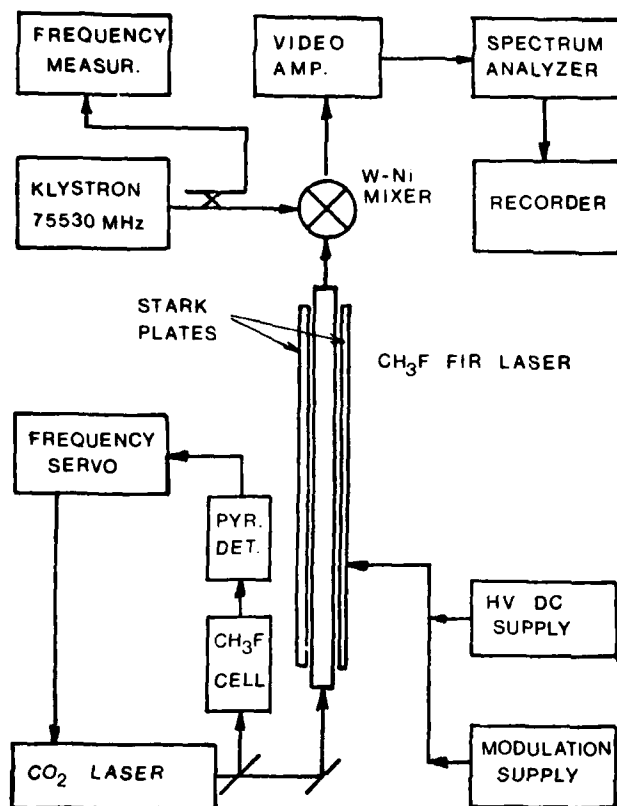 FREQUENCY
MEASUR.
VIDEO
AMP.
SPECTRUM
ANALYZER
KLYSTRON
75530 MHz
W-Ni
MIXER
RECORDER
STARK
PLATES
CH₃F FIR LASER
FREQUENCY
SERVO
PYR.
DET.
CH₃F
CELL
HV DC
SUPPLY
CO₂ LASER
MODULATION
SUPPLY